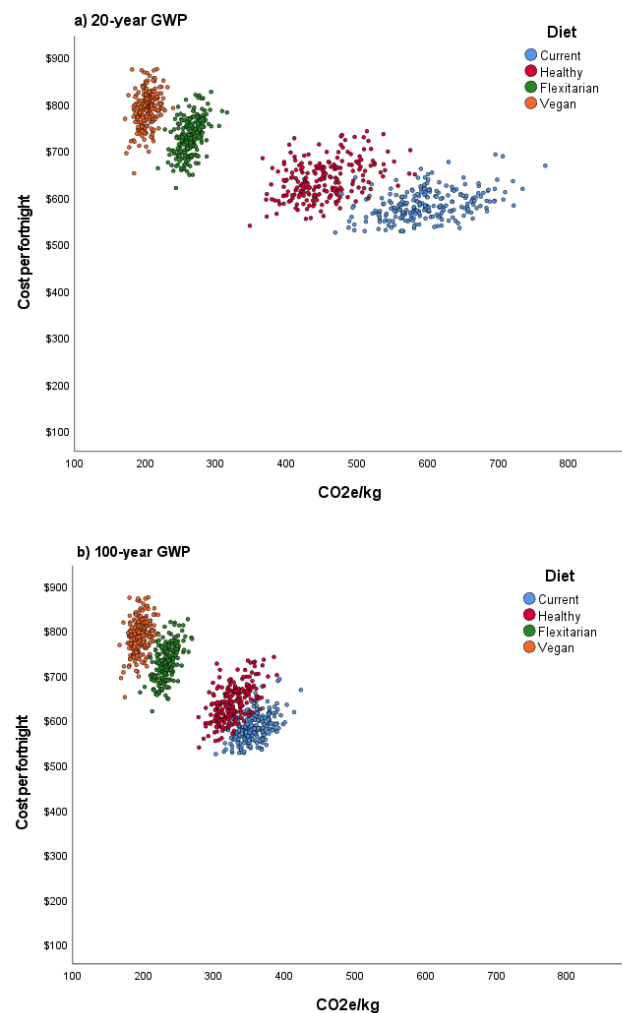 a) 20-year GWP
Diet
Current
Healthy
Flexitarian
Vegan
$900
$800
$700
$600
$500
$400
$300
$200
$100
Cost per fortnight
100 200 300 400 500 600 700 800
CO2e/kg
b) 100-year GWP
Diet
Current
Healthy
Flexitarian
Vegan
$900
$800
$700
$600
$500
$400
$300
$200
$100
Cost per fortnight
100 200 300 400 500 600 700 800
CO2e/kg